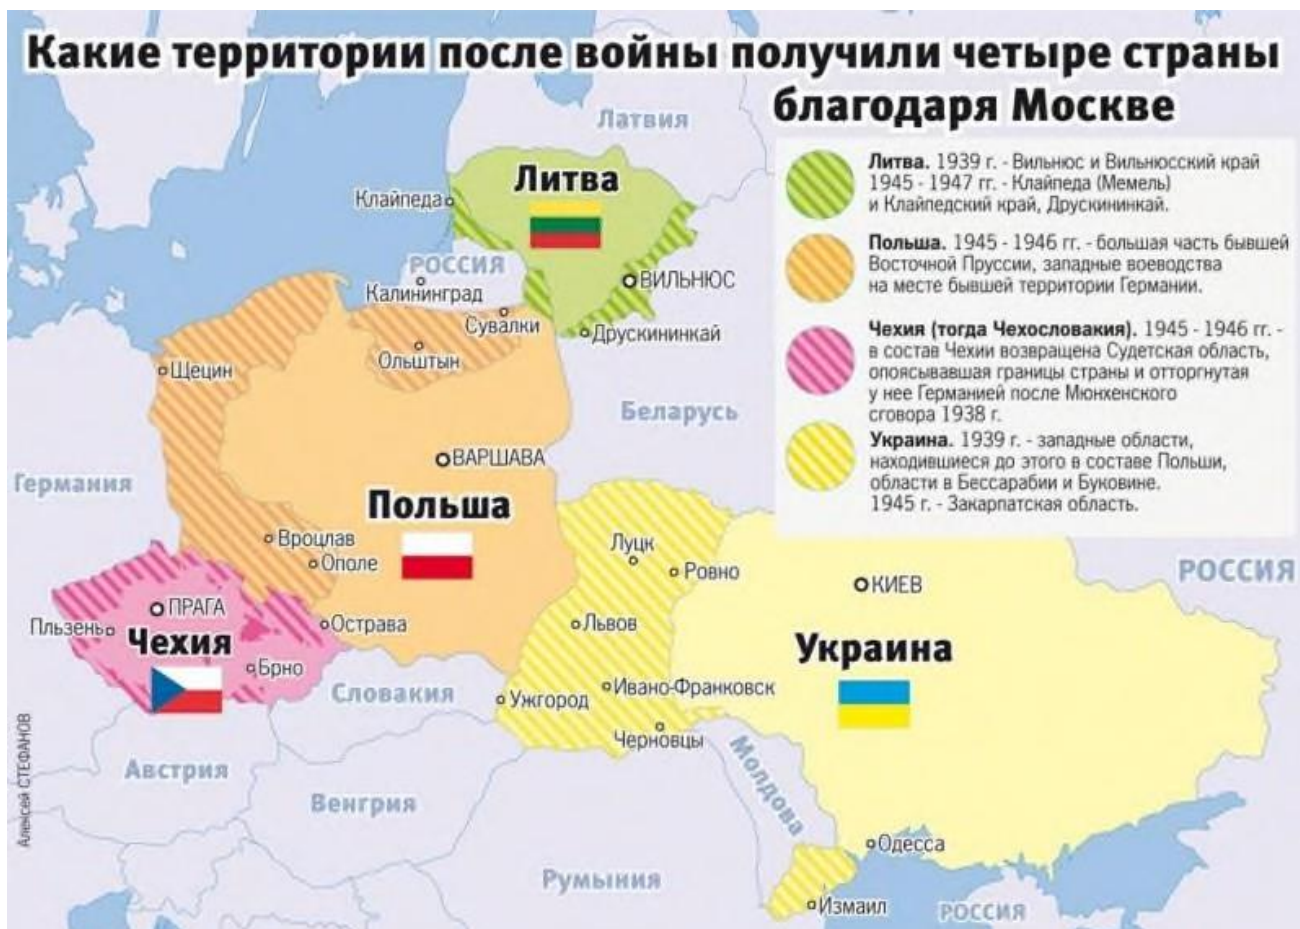 Какие территории после войны получили четыре страны
благодаря Москве
Литва. 1939 г. - Вильнюс и Вильнюсский край
1945 - 1947 гг. - Клайпеда (Мемель)
и Клайпедский край, Друскининкай.
Польша. 1945 - 1946 гг. - большая часть бывшей
Восточной Пруссии, западные воеводства
на месте бывшей территории Германии.
Чехия (тогда Чехословакия). 1945 - 1946 гг. -
в состав Чехии возвращена Судетская область,
опоясывавшая границы страны и отторгнутая
у нее Германией после Мюнхенского
сговора 1938 г.
Украина. 1939 г. - западные области,
находившиеся до этого в составе Польши,
области в Бессарабии и Буковине.
1945 г. - Закарпатская область.
Латвия
Литва
Клайпеда
РОССИЯ
Калининград
ВИЛЬНЮС
Сувалки
Друскининкай
Ольштын
Щецин
Беларусь
ВАРШАВА
Германия
Польша
Вроцлав
Ополе
Луцк
Ровно
КИЕВ
РОССИЯ
ПРАГА
Пльзень
Чехия
Острава
Львов
Украина
Брно
Словакия
Ужгород
Ивано-Франковск
Черновцы
Молдова
Австрия
Венгрия
Одесса
Румыния
Измаил
РОССИЯ
Алексей СТЕФАНОВ